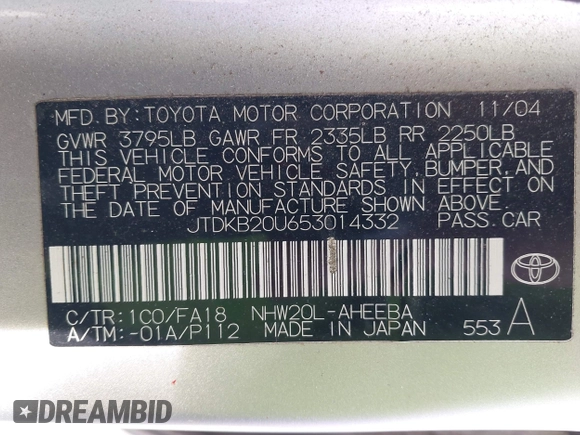 MFD.BY:TOYOTA MOTOR CORPORATION 11/04
GVWR 3795LB GAWR FR 2335LB RR 2250LB
THIS VEHICLE CONFORMS TO ALL APPLICABLE
FEDERAL MOTOR VEHICLE SAFETY,BUMPER,AND
THEFT PREVENTION STANDARDS IN EFFECT ON
THE DATE OF MANUFACTURE SHOWN ABOVE.
JTDKB20U653014332 PASS.CAR
C/TR:1C0/FA18 NHW20L-AHEEBA
A/TM:-01A/P112 MADE IN JAPAN 553 A
DREAMBID